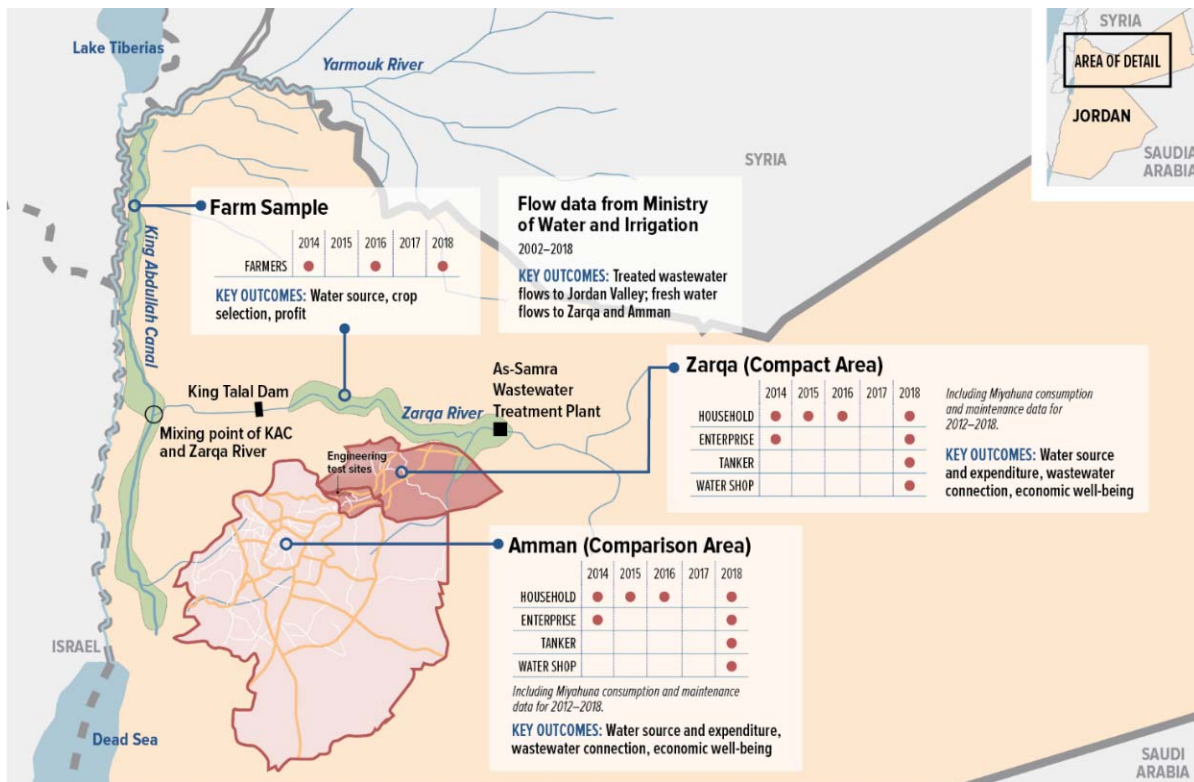 Lake Tiberias
Yarmouk River
SYRIA
AREA OF DETAIL
JORDAN
SAUDIA
ARABIA
SYRIA
King Abdullah Canal
Farm Sample
2014 2015 2016 2017 2018
FARMERS
KEY OUTCOMES: Water source, crop
selection, profit
Flow data from Ministry
of Water and Irrigation
2002–2018
KEY OUTCOMES: Treated wastewater
flows to Jordan Valley; fresh water
flows to Zarqa and Amman
King Talal Dam
Mixing point of KAC
and Zarqa River
Zarqa River
As-Samra
Wastewater
Treatment Plant
Engineering
test sites
Zarqa (Compact Area)
2014 2015 2016 2017 2018
HOUSEHOLD
ENTERPRISE
TANKER
WATER SHOP
Including Miyahuna consumption
and maintenance data for
2012–2018.
KEY OUTCOMES: Water source
and expenditure, wastewater
connection, economic well-being
Amman (Comparison Area)
2014 2015 2016 2017 2018
HOUSEHOLD
ENTERPRISE
TANKER
WATER SHOP
Including Miyahuna consumption and maintenance
data for 2012–2018.
KEY OUTCOMES: Water source and expenditure,
wastewater connection, economic well-being
ISRAEL
Dead Sea
SAUDI
ARABIA